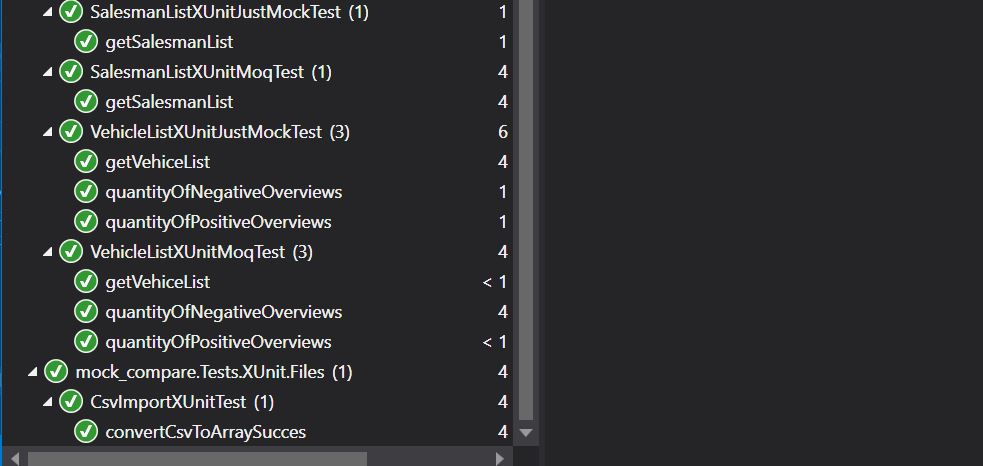 SalesmanListXUnitJustMockTest (1) 1
getSalesmanList 1
SalesmanListXUnitMoqTest (1) 4
getSalesmanList 4
VehicleListXUnitJustMockTest (3) 6
getVehiceList 4
quantityOfNegativeOverviews 1
quantityOfPositiveOverviews 1
VehicleListXUnitMoqTest (3) 4
getVehiceList < 1
quantityOfNegativeOverviews 4
quantityOfPositiveOverviews < 1
mock_compare.Tests.XUnit.Files (1) 4
CsvImportXUnitTest (1) 4
convertCsvToArraySucces 4